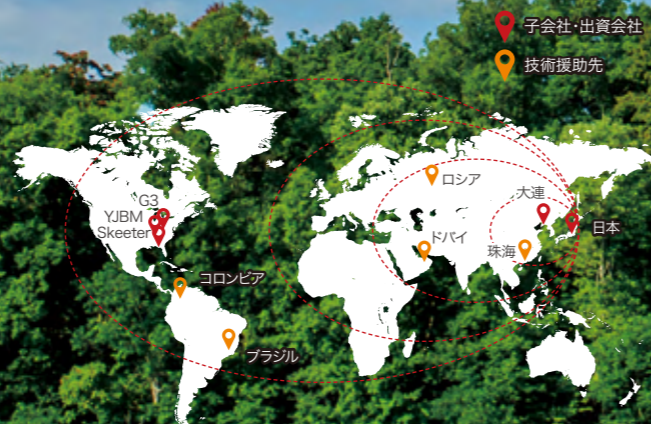 子会社・出資会社
技術援助先
G3
YJBM
Skeeter
ロシア
大連
日本
ドバイ
珠海
コロンビア
ブラジル